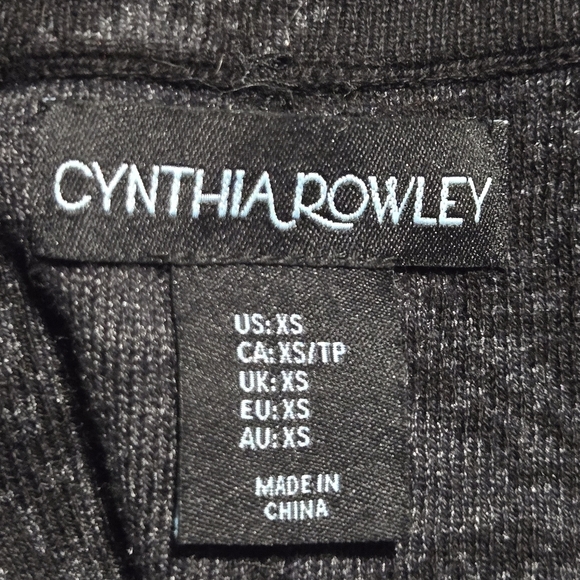 CYNTHIA ROWLEY
US: XS
CA: XS/TP
UK: XS
EU: XS
AU: XS
MADE IN
CHINA